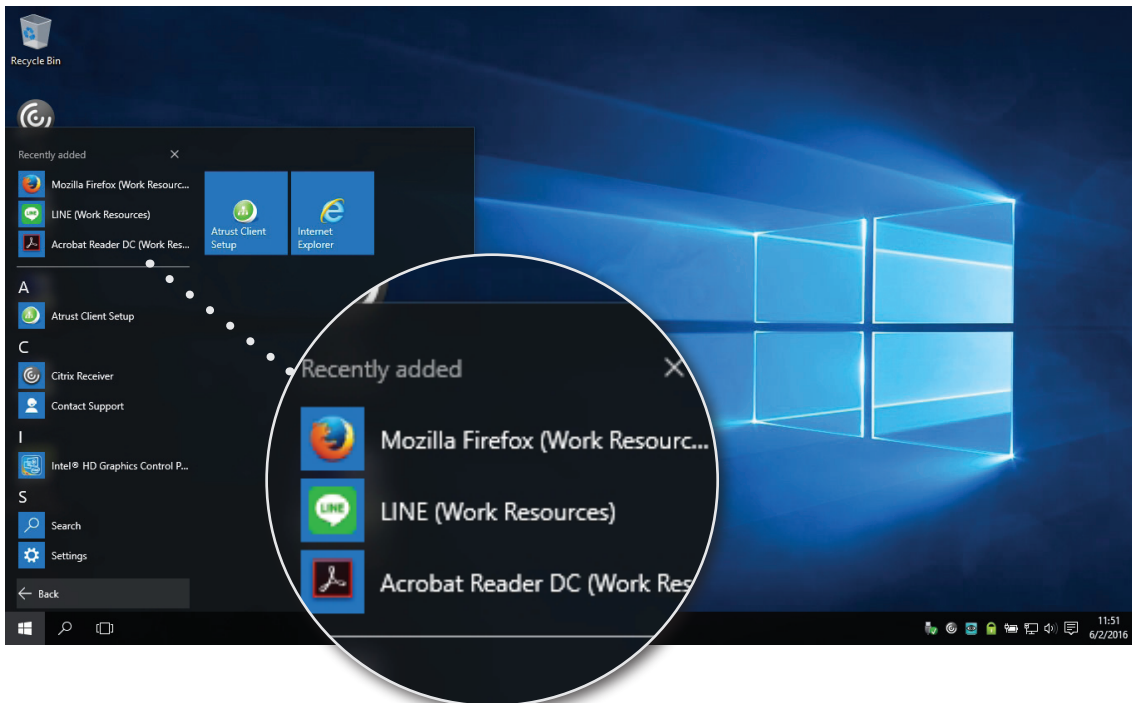 Recycle Bin
Recently added
Mozilla Firefox (Work Resourc...
LINE (Work Resources)
Acrobat Reader DC (Work Res...
Atrust Client
Setup
Internet
Explorer
A
Atrust Client Setup
C
Citrix Receiver
Contact Support
I
Intel® HD Graphics Control P...
S
Search
Settings
Back
Recently added
Mozilla Firefox (Work Resourc...
LINE
LINE (Work Resources)
Acrobat Reader DC (Work Res
11:51
6/2/2016